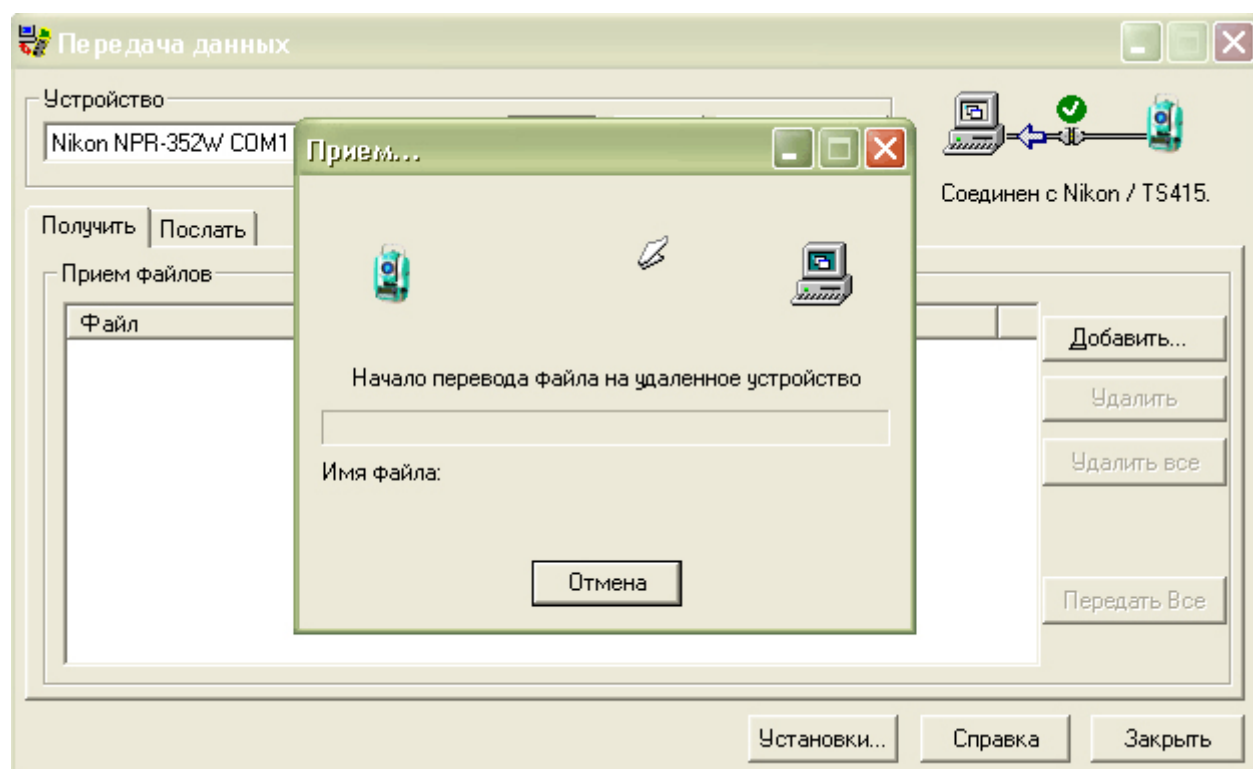 Передача данных
Устройство
Nikon NPR-352W COM1
Соединен с Nikon / TS415.
Получить
Послать
Прием файлов
Файл
Добавить...
Удалить
Удалить все
Передать Все
Прием...
Начало перевода файла на удаленное устройство
Имя файла:
Отмена
Установки...
Справка
Закрыть